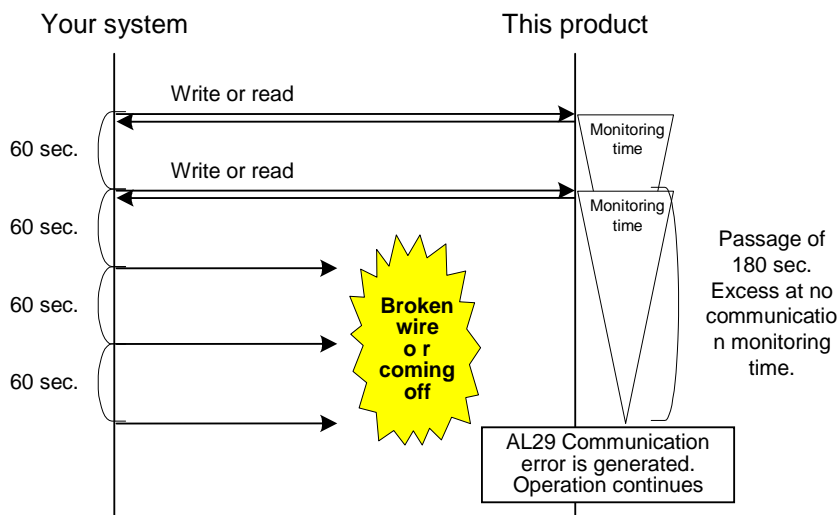 Your system
This product
Write or read
Monitoring
time
60 sec.
Write or read
Monitoring
time
60 sec.
Passage of
180 sec.
Excess at no
communicatio
n monitoring
time.
Broken
wire
o r
coming
off
60 sec.
60 sec.
AL29 Communication
error is generated.
Operation continues